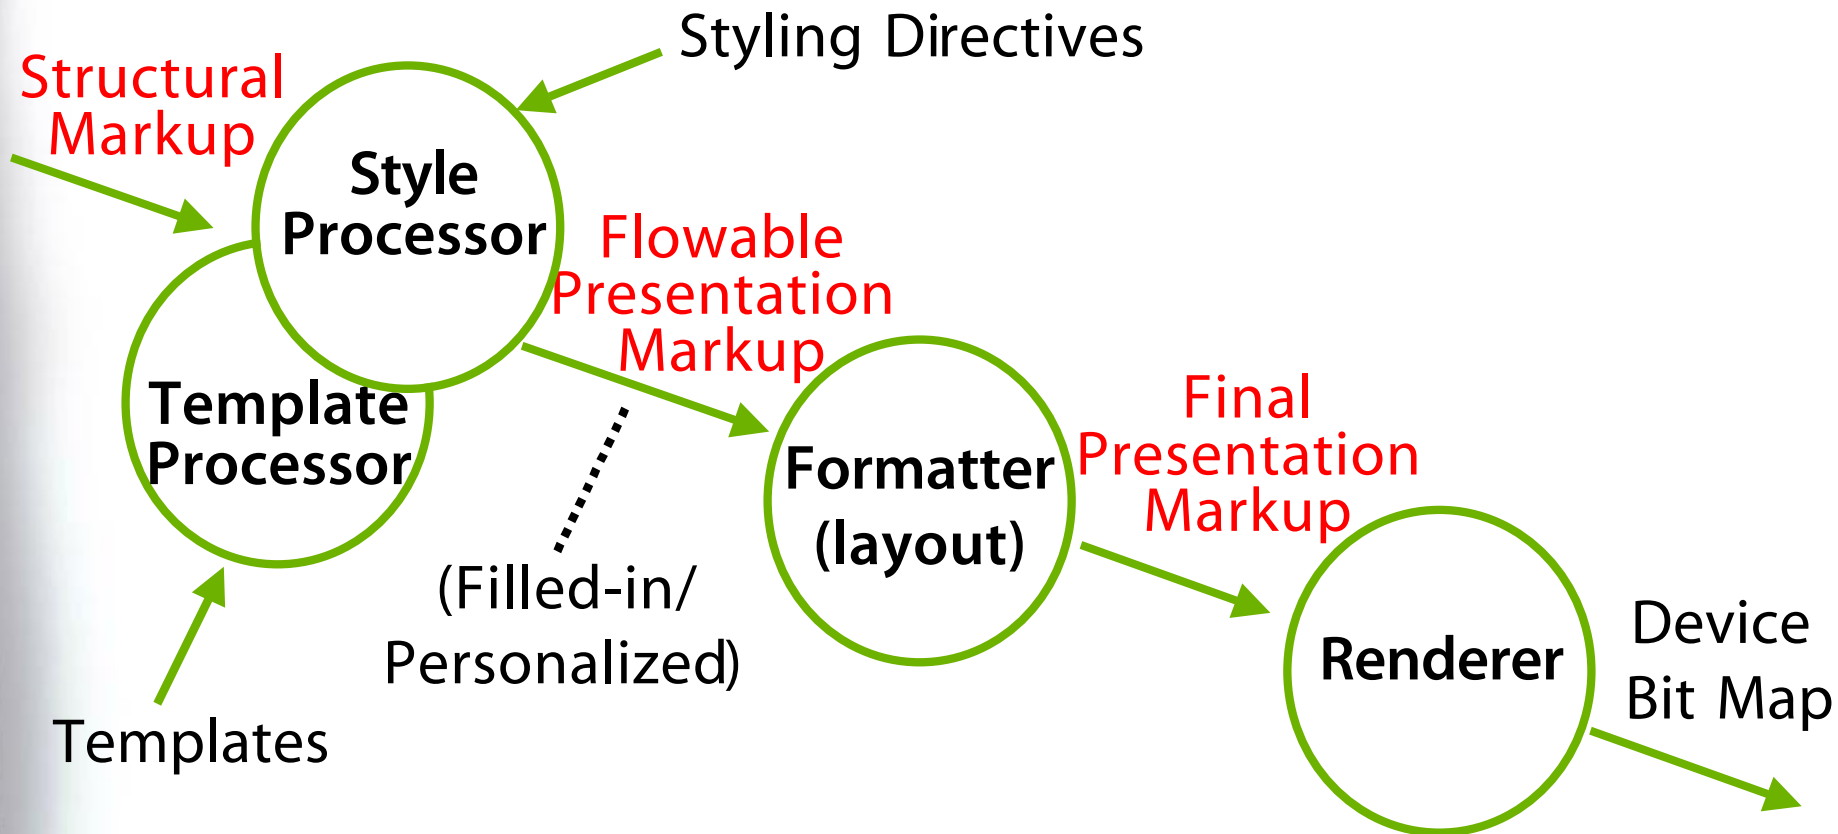 Styling Directives
Structural
Markup
Style
Processor
Flowable
Presentation
Markup
Template
Processor
Final
Presentation
Markup
Formatter
(layout)
(Filled-in/
Personalized)
Device
Bit Map
Renderer
Templates